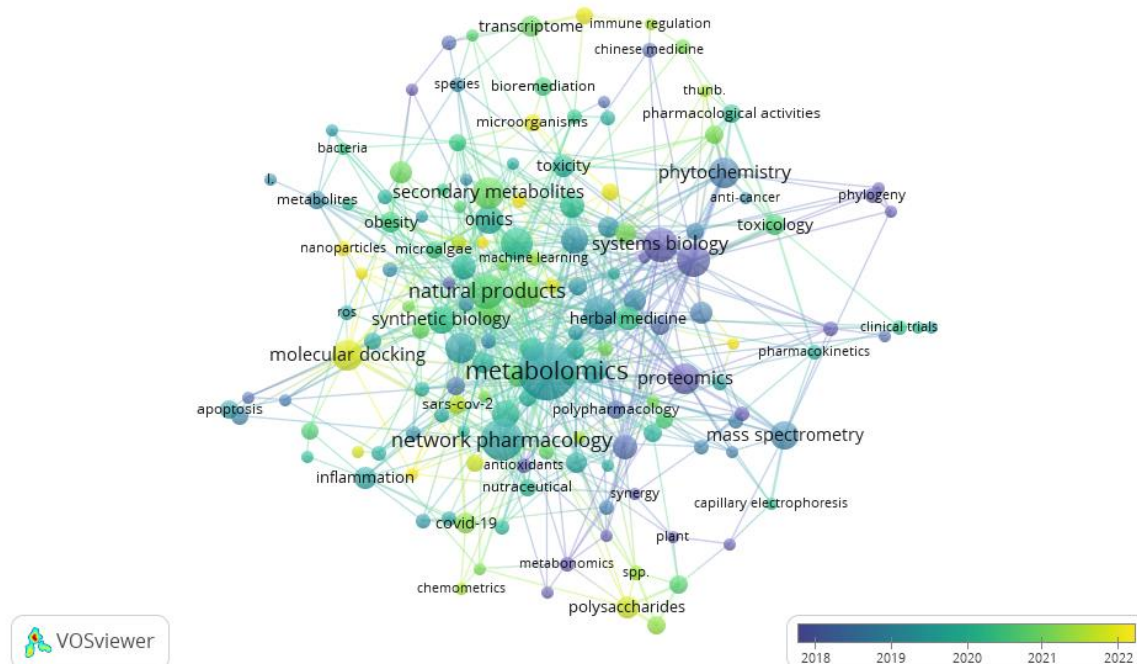 transcriptome
immune regulation
chinese medicine
species
bioremediation
thunb.
microorganisms
pharmacological activities
bacteria
toxicity
phytochemistry
l.
metabolites
secondary metabolites
anti-cancer
phylogeny
obesity
omics
toxicology
nanoparticles
microalgae
systems biology
machine learning
natural products
ros
synthetic biology
herbal medicine
clinical trials
molecular docking
pharmacokinetics
metabolomics
proteomics
apoptosis
sars-cov-2
polypharmacology
network pharmacology
mass spectrometry
antioxidants
inflammation
nutraceutical
synergy
capillary electrophoresis
covid-19
plant
metabonomics
spp.
chemometrics
polysaccharides
VOSviewer
2018 2019 2020 2021 2022